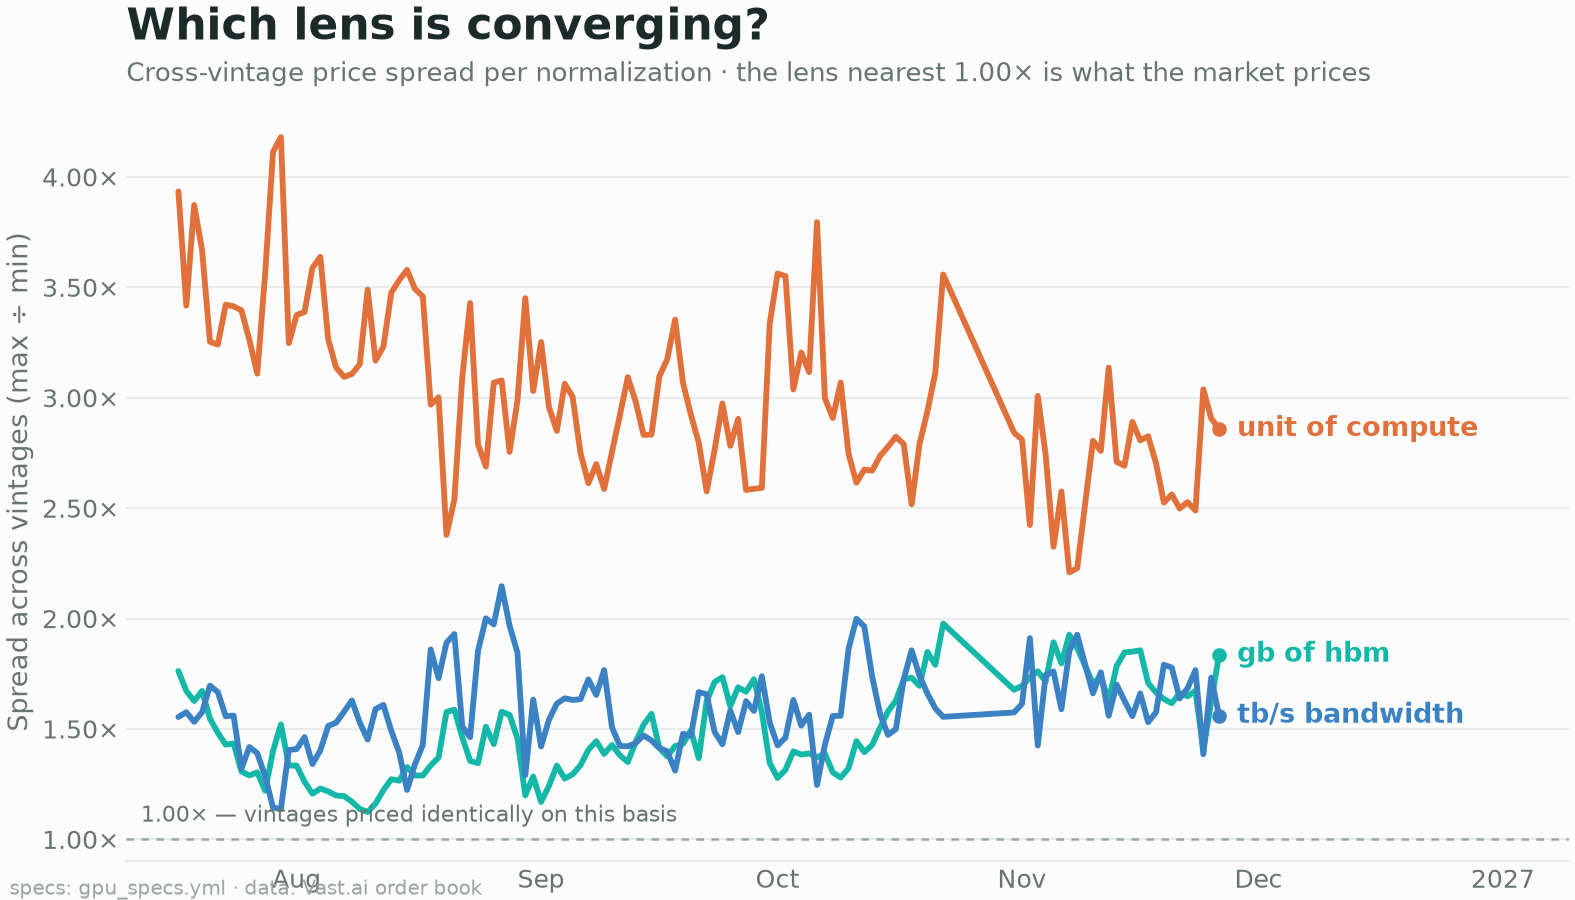 Which lens is converging?
Cross-vintage price spread per normalization · the lens nearest 1.00× is what the market prices
Spread across vintages (max ÷ min)
4.00×
3.50×
3.00×
2.50×
2.00×
1.50×
1.00×
unit of compute
gb of hbm
tb/s bandwidth
1.00× — vintages priced identically on this basis
Aug
Sep
Oct
Nov
Dec
2027
specs: gpu_specs.yml · data: Vast.ai order book